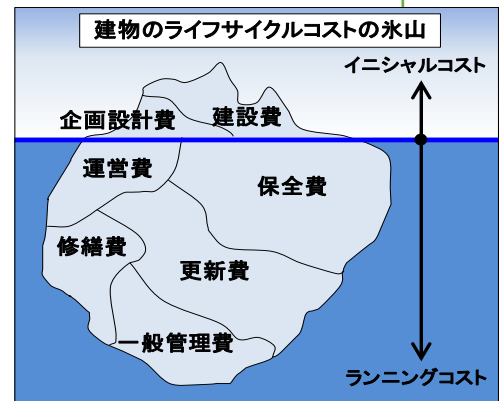 建物のライフサイクルコストの氷山
イニシャルコスト
企画設計費
建設費
運営費
保全費
修繕費
更新費
一般管理費
ランニングコスト